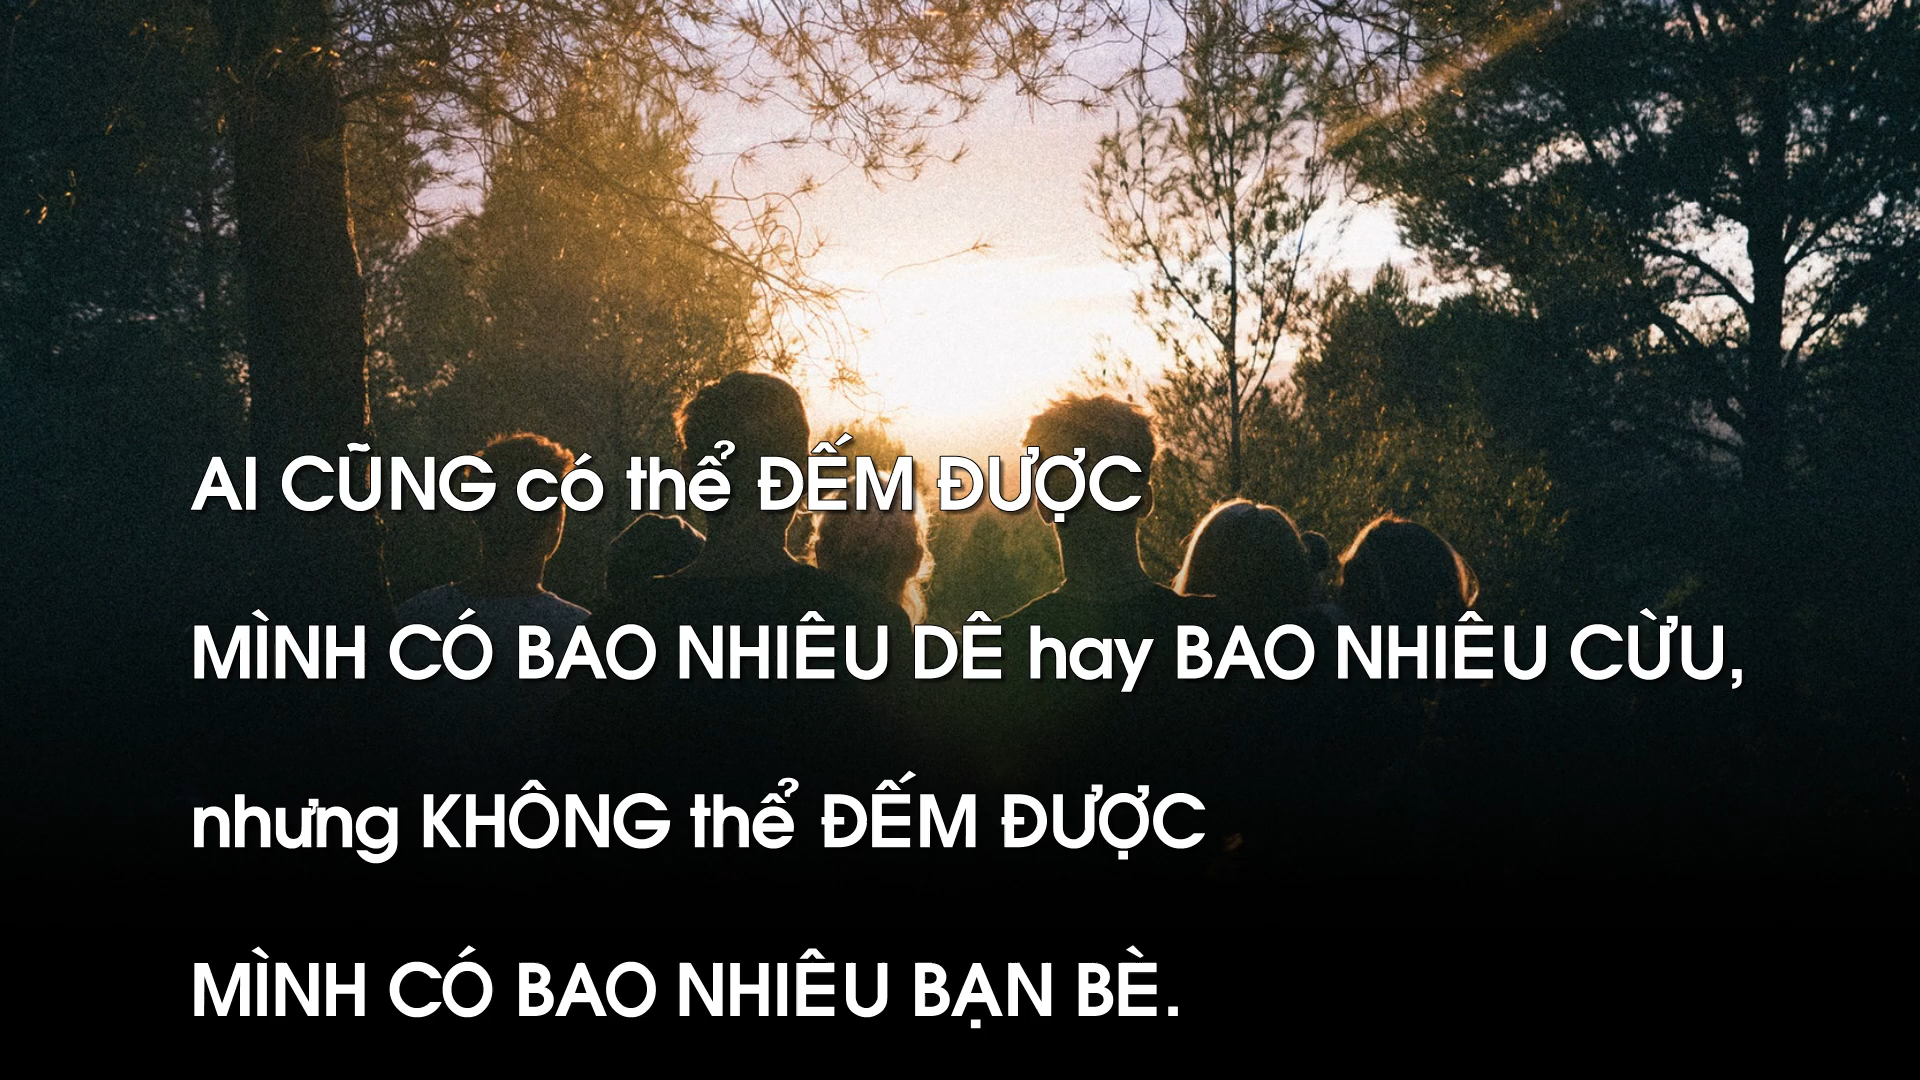 AI CŨNG có thể ĐẾM ĐƯỢC
MÌNH CÓ BAO NHIÊU DÊ hay BAO NHIÊU CỪU,
nhưng KHÔNG thể ĐẾM ĐƯỢC
MÌNH CÓ BAO NHIÊU BẠN BÈ.